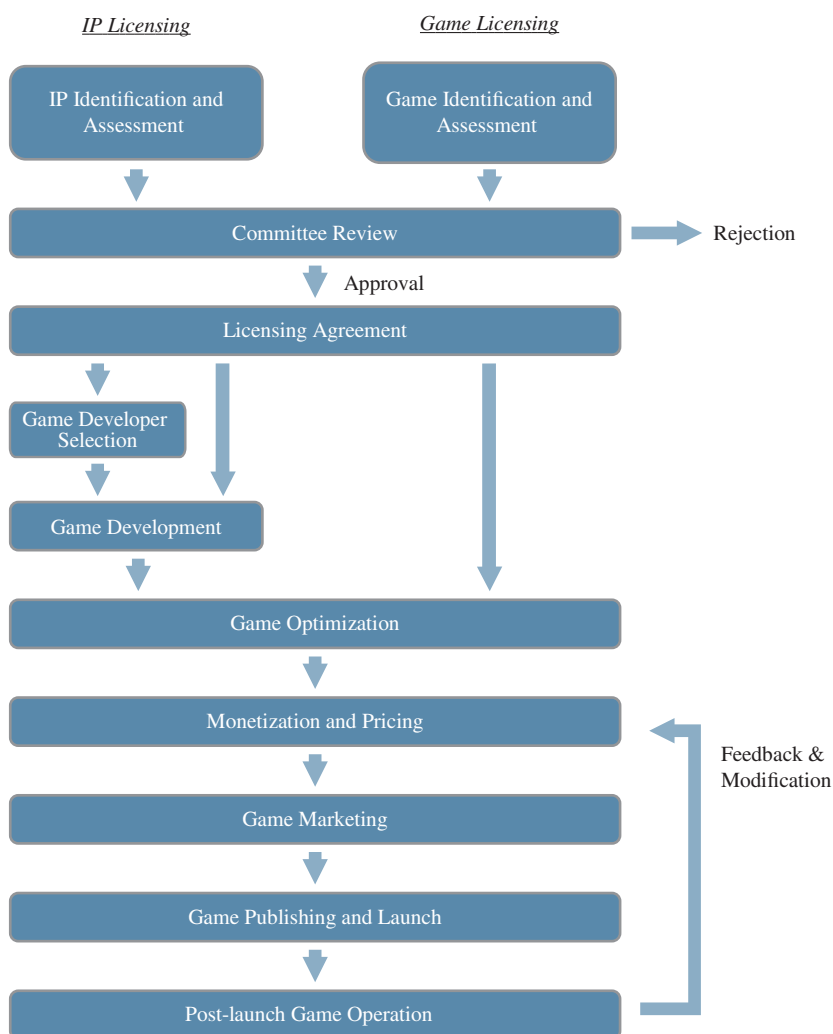 IP Licensing
Game Licensing
IP Identification and
Assessment
Game Identification and
Assessment
Committee Review
Rejection
Approval
Licensing Agreement
Game Developer
Selection
Game Development
Game Optimization
Monetization and Pricing
Feedback &
Modification
Game Marketing
Game Publishing and Launch
Post-launch Game Operation